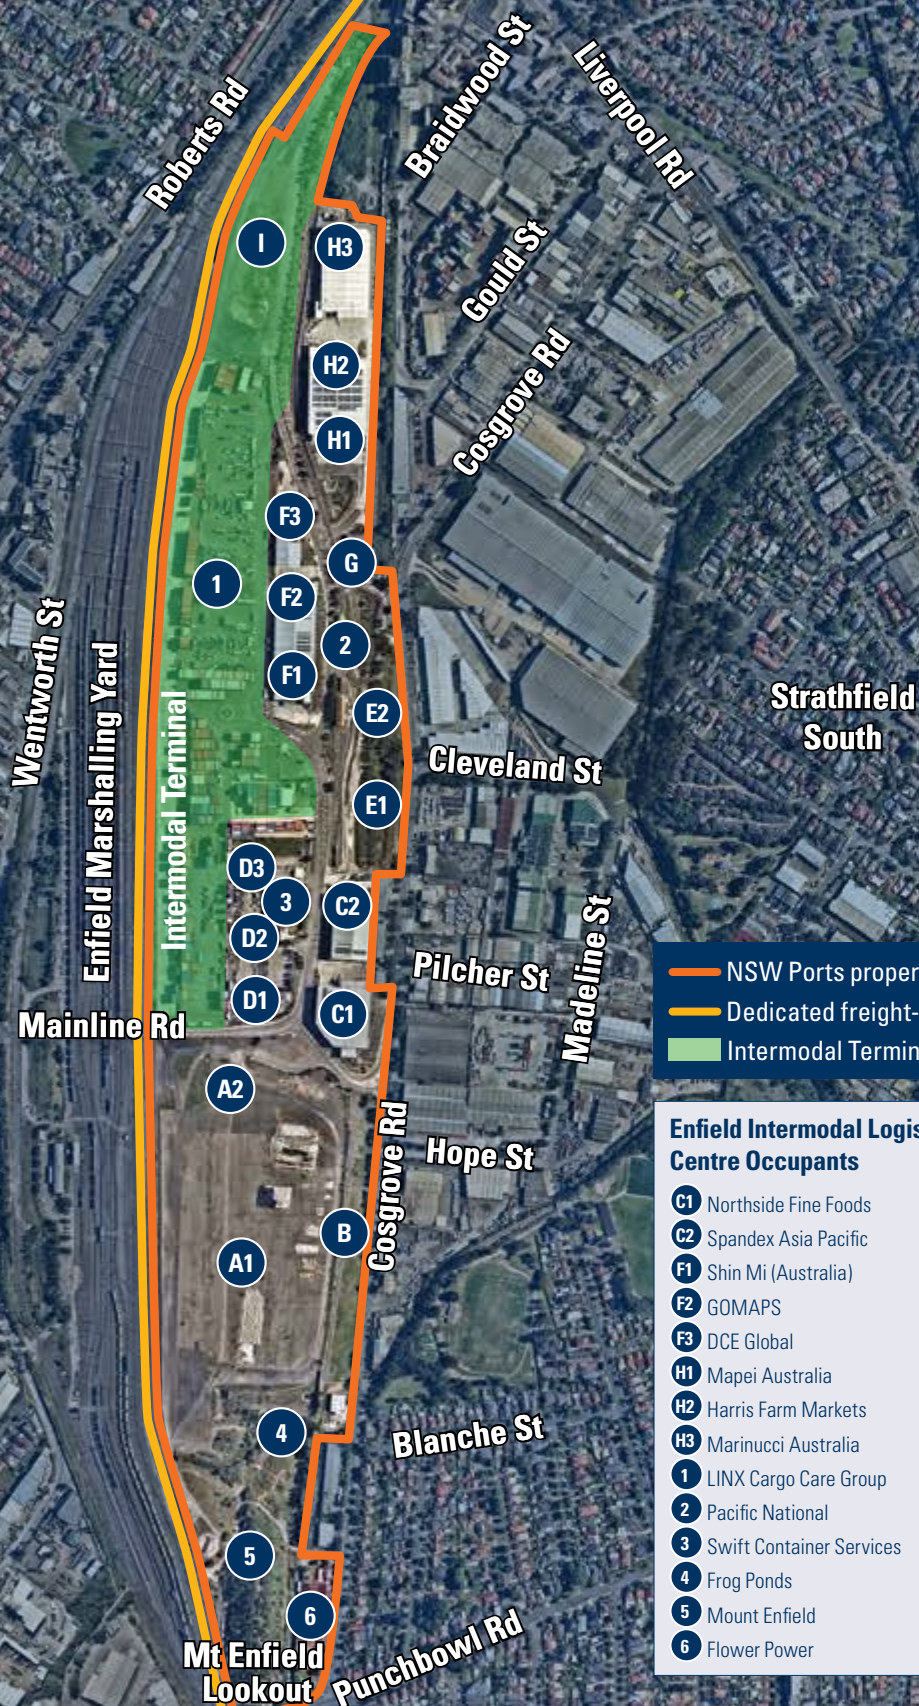 Braidwood St
Liverpool Rd
Roberts Rd
I
H3
Gould St
H2
Cosgrove Rd
H1
F3
G
1
F2
2
Wentworth St
Enfield Marshalling Yard
Intermodal Terminal
F1
E2
Strathfield
South
Cleveland St
E1
D3
3
C2
D2
Madeline St
Pilcher St
D1
C1
Mainline Rd
A2
Cosgrove Rd
Hope St
B
A1
4
Blanche St
5
6
Mt Enfield
Lookout
Punchbowl Rd
NSW Ports proper
Dedicated freight-
Intermodal Termin
Enfield Intermodal Logis
Centre Occupants
C1 Northside Fine Foods
C2 Spandex Asia Pacific
F1 Shin Mi (Australia)
F2 GOMAPS
F3 DCE Global
H1 Mapei Australia
H2 Harris Farm Markets
H3 Marinucci Australia
1 LINX Cargo Care Group
2 Pacific National
3 Swift Container Services
4 Frog Ponds
5 Mount Enfield
6 Flower Power